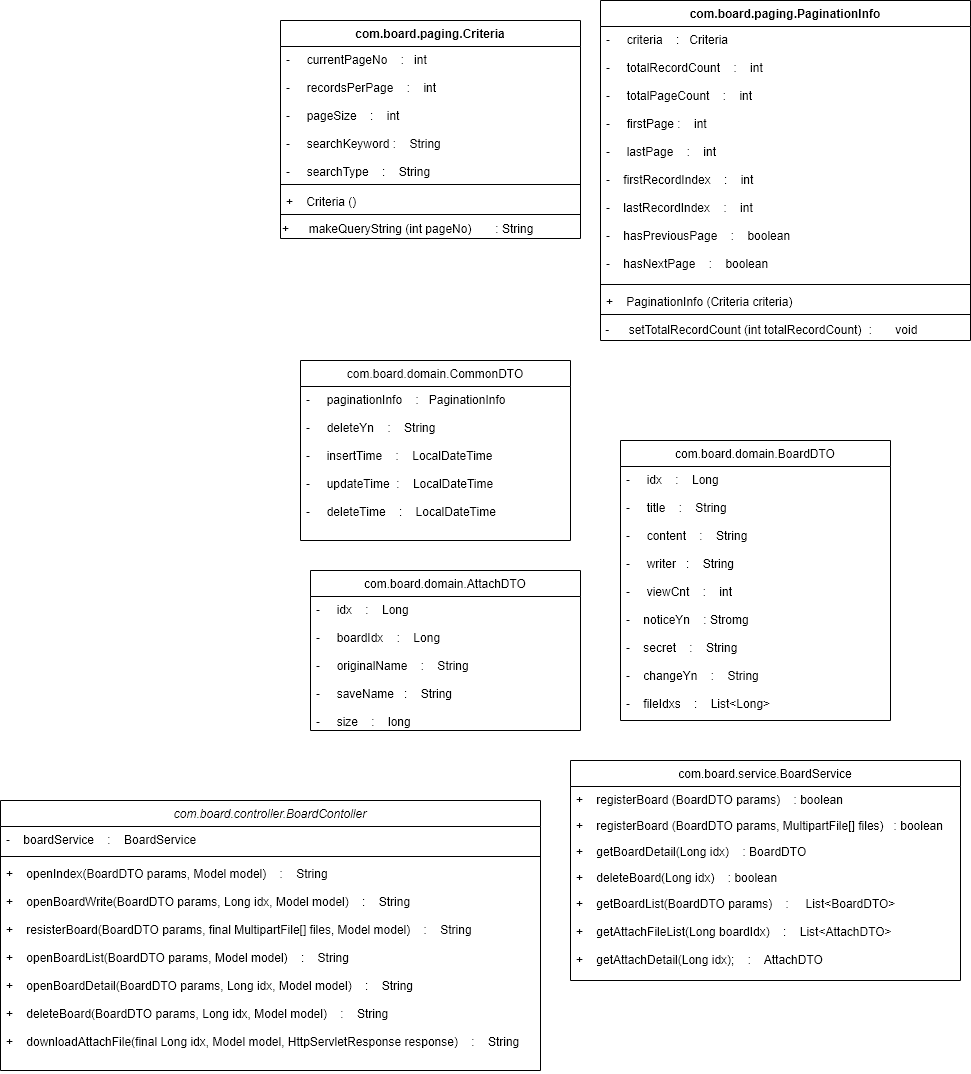 com.board.paging.Criteria
- currentPageNo : int
- recordsPerPage : int
- pageSize : int
- searchKeyword : String
- searchType : String
+ Criteria ()
+ makeQueryString (int pageNo) : String
com.board.paging.PaginationInfo
- criteria : Criteria
- totalRecordCount : int
- totalPageCount : int
- firstPage : int
- lastPage : int
- firstRecordIndex : int
- lastRecordIndex : int
- hasPreviousPage : boolean
- hasNextPage : boolean
+ PaginationInfo (Criteria criteria)
- setTotalRecordCount (int totalRecordCount) : void
com.board.domain.CommonDTO
- paginationInfo : PaginationInfo
- deleteYn : String
- insertTime : LocalDateTime
- updateTime : LocalDateTime
- deleteTime : LocalDateTime
com.board.domain.BoardDTO
- idx : Long
- title : String
- content : String
- writer : String
- viewCnt : int
- noticeYn : Stromg
- secret : String
- changeYn : String
- fileIdxs : List<Long>
com.board.domain.AttachDTO
- idx : Long
- boardIdx : Long
- originalName : String
- saveName : String
- size : long
com.board.service.BoardService
+ registerBoard (BoardDTO params) : boolean
+ registerBoard (BoardDTO params, MultipartFile[] files) : boolean
+ getBoardDetail(Long idx) : BoardDTO
+ deleteBoard(Long idx) : boolean
+ getBoardList(BoardDTO params) : List<BoardDTO>
+ getAttachFileList(Long boardIdx) : List<AttachDTO>
+ getAttachDetail(Long idx); : AttachDTO
com.board.controller.BoardContoller
- boardService : BoardService
+ openIndex(BoardDTO params, Model model) : String
+ openBoardWrite(BoardDTO params, Long idx, Model model) : String
+ resisterBoard(BoardDTO params, final MultipartFile[] files, Model model) : String
+ openBoardList(BoardDTO params, Model model) : String
+ openBoardDetail(BoardDTO params, Long idx, Model model) : String
+ deleteBoard(BoardDTO params, Long idx, Model model) : String
+ downloadAttachFile(final Long idx, Model model, HttpServletResponse response) : String